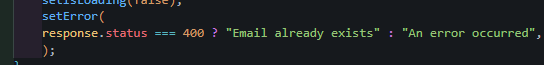 setIsLoading(false);
setError(
response.status === 400 ? "Email already exists" : "An error occurred",
);
}